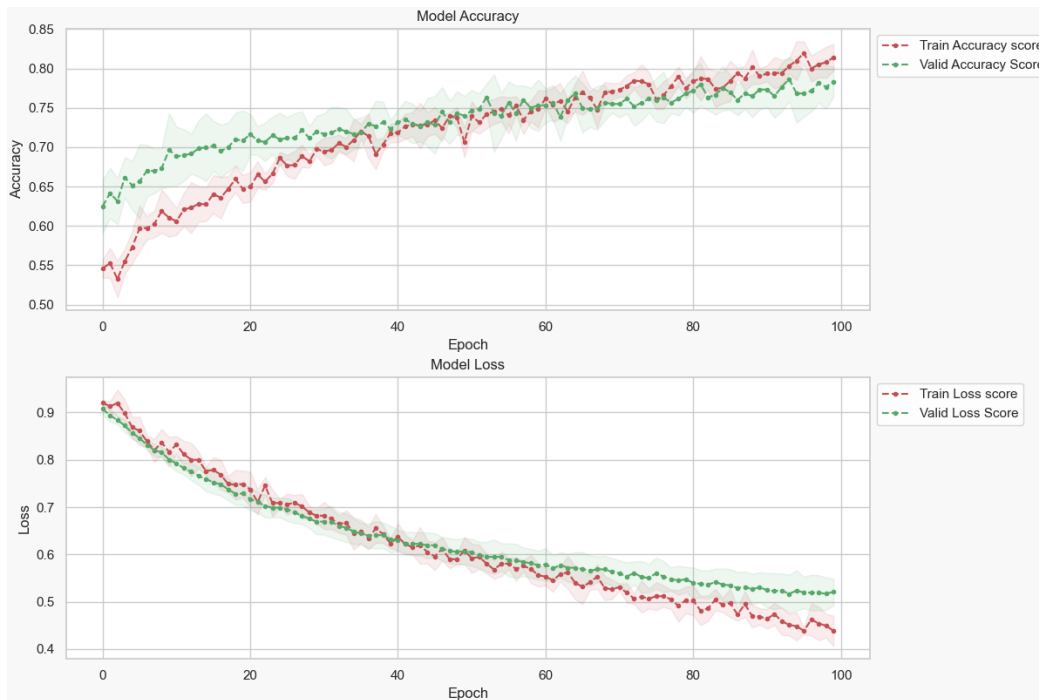 Model Accuracy
0.85
0.80
0.75
0.70
0.65
0.60
0.55
0.50
Accuracy
0
20
40
60
80
100
Epoch
Train Accuracy score
Valid Accuracy Score
Model Loss
0.9
0.8
0.7
0.6
0.5
0.4
Loss
0
20
40
60
80
100
Epoch
Train Loss score
Valid Loss Score